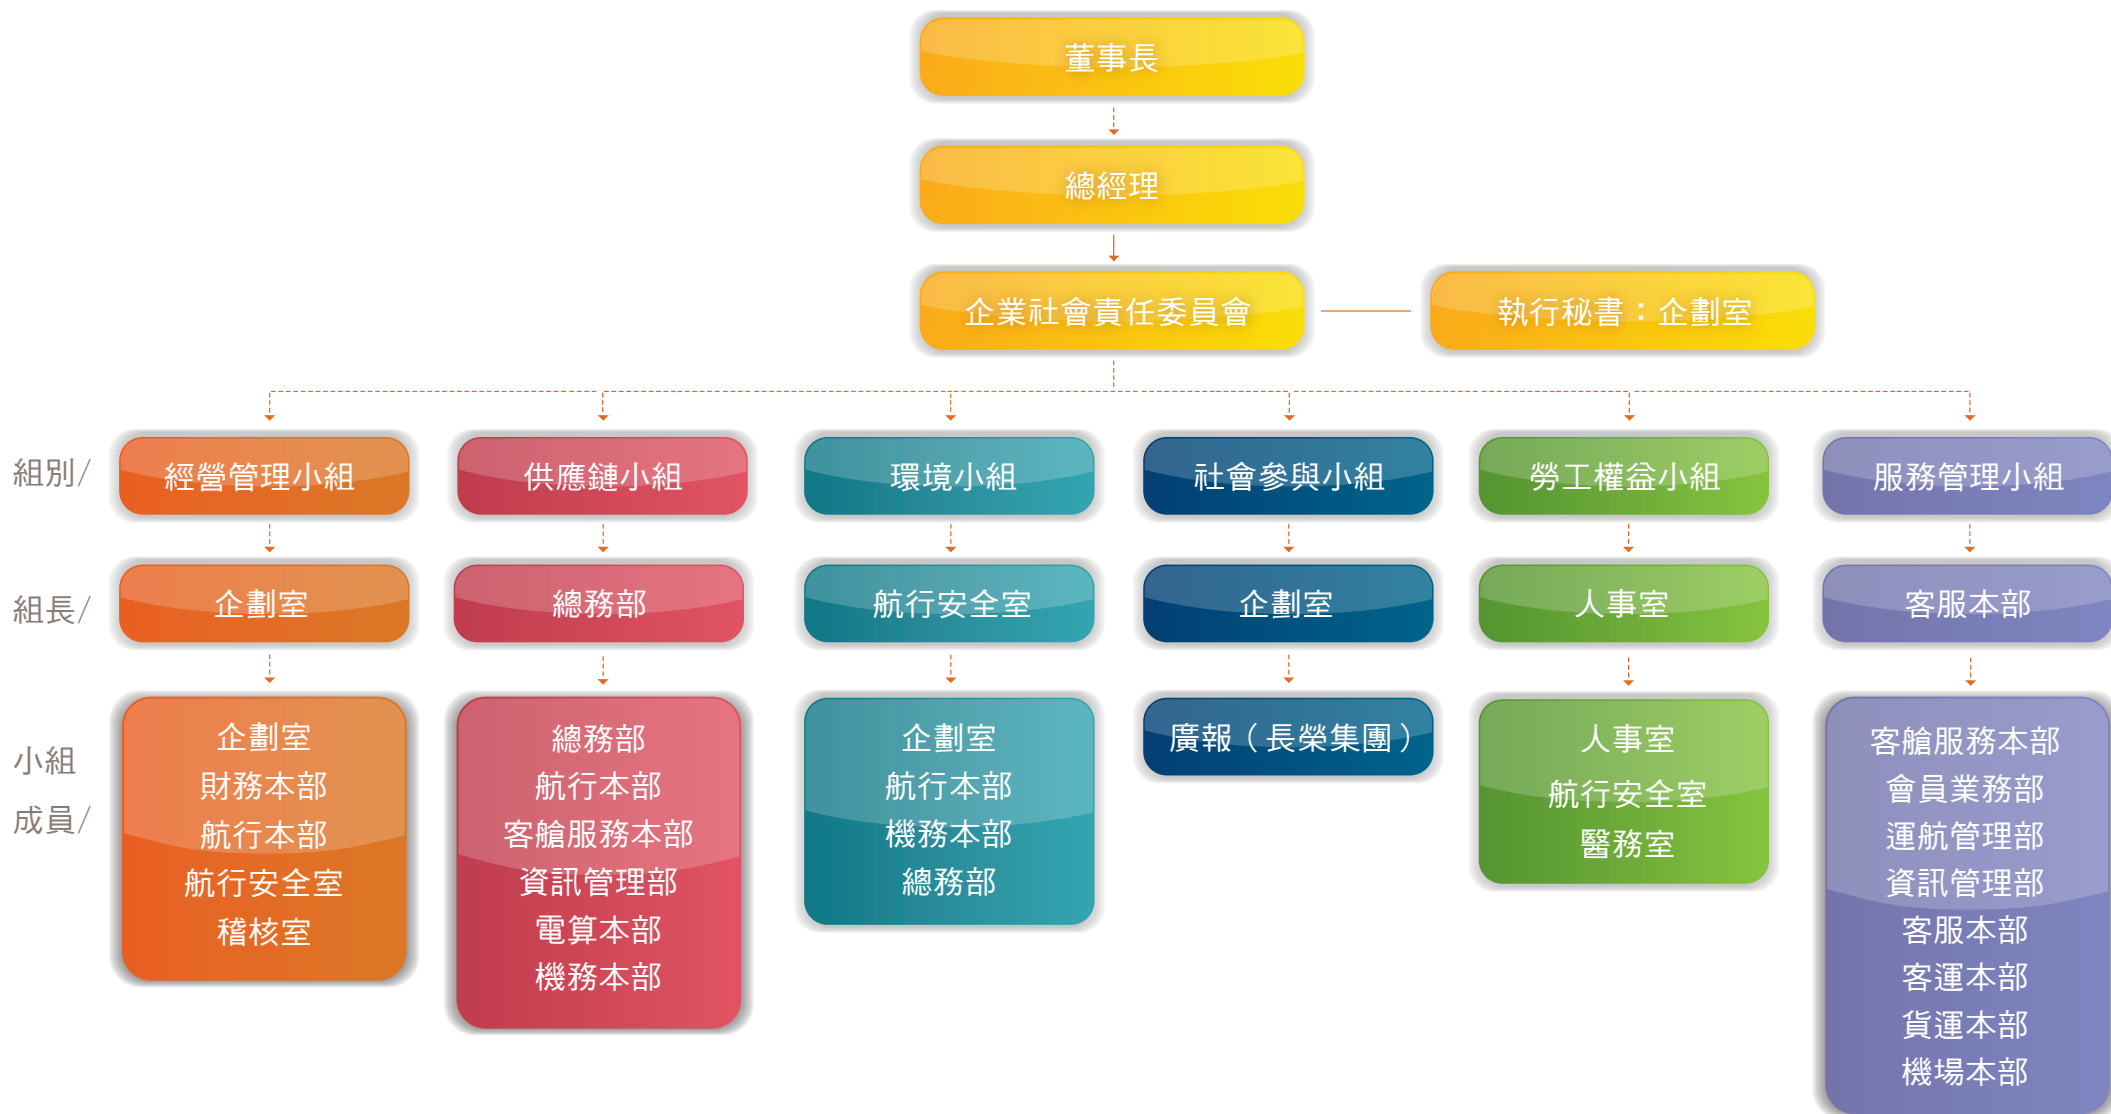 董事長
總經理
企業社會責任委員會
執行秘書：企劃室
組別/
經營管理小組
供應鏈小組
環境小組
社會參與小組
勞工權益小組
服務管理小組
組長/
企劃室
總務部
航行安全室
企劃室
人事室
客服本部
小組
成員/
企劃室
財務本部
航行本部
航行安全室
稽核室
總務部
航行本部
客艙服務本部
資訊管理部
電算本部
機務本部
企劃室
航行本部
機務本部
總務部
廣報（長榮集團）
人事室
航行安全室
醫務室
客艙服務本部
會員業務部
運航管理部
資訊管理部
客服本部
客運本部
貨運本部
機場本部